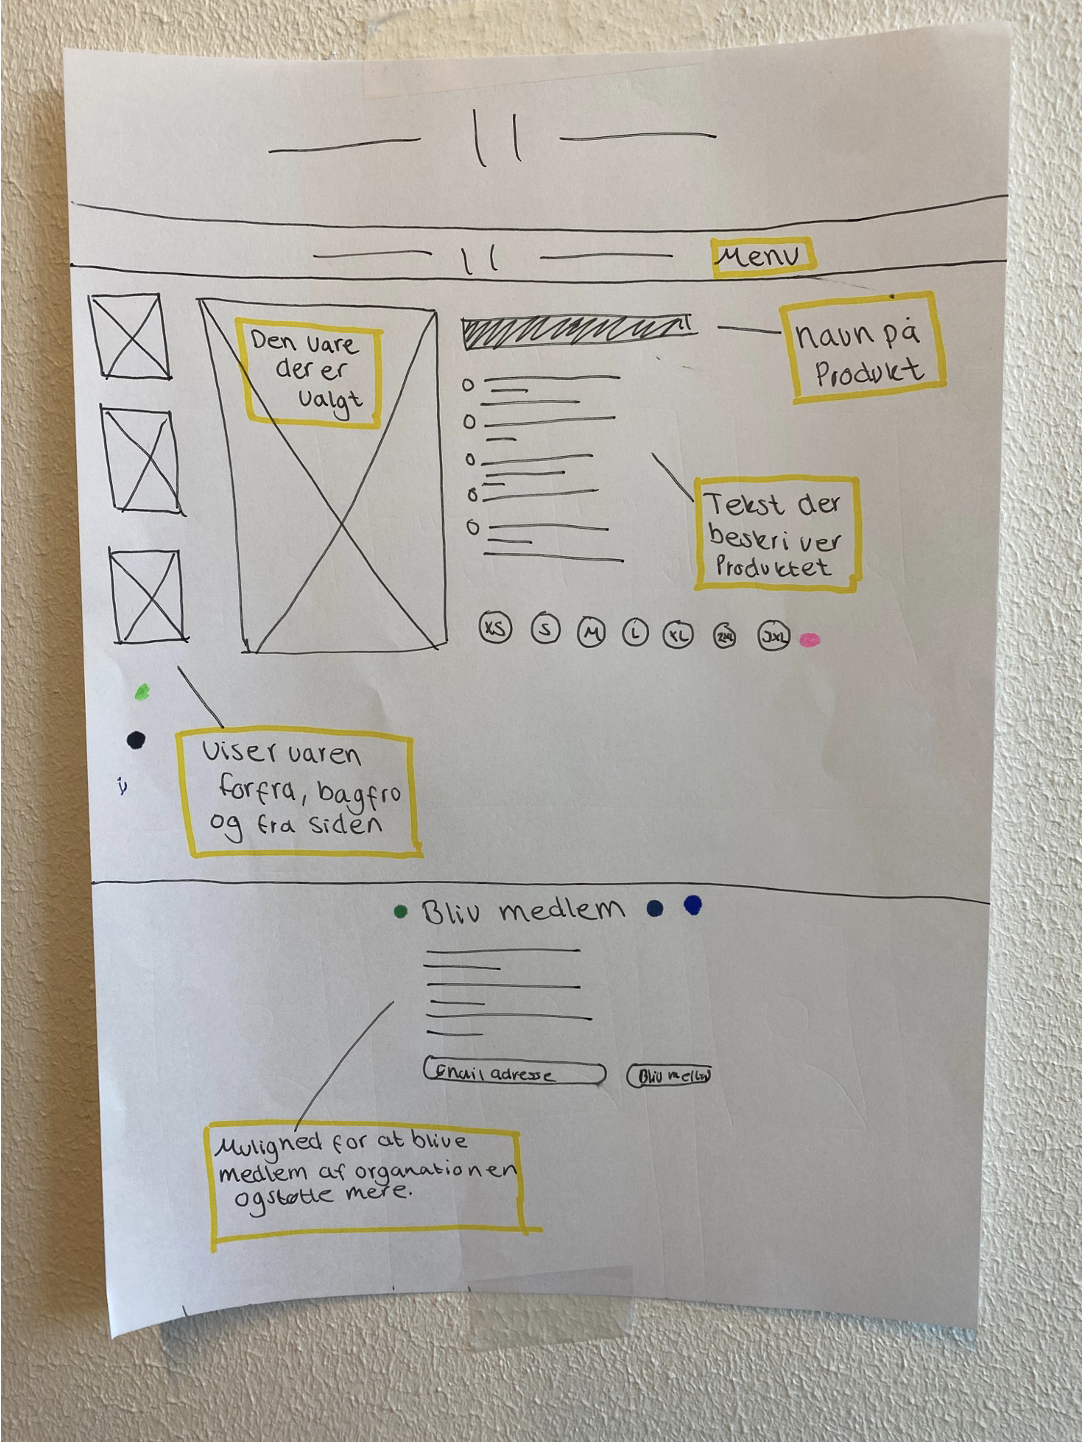 Menu
Den vare
der er
valgt
navn på
Produkt
Tekst der
beskriver
Produktet
XS S M L XL 2XL 3XL
Viser varen
forfra, bagfra
og fra siden
Bliv medlem
Email adresse
Bliv medlem
Mulighed for at blive
medlem af organationen
og støtte mere.